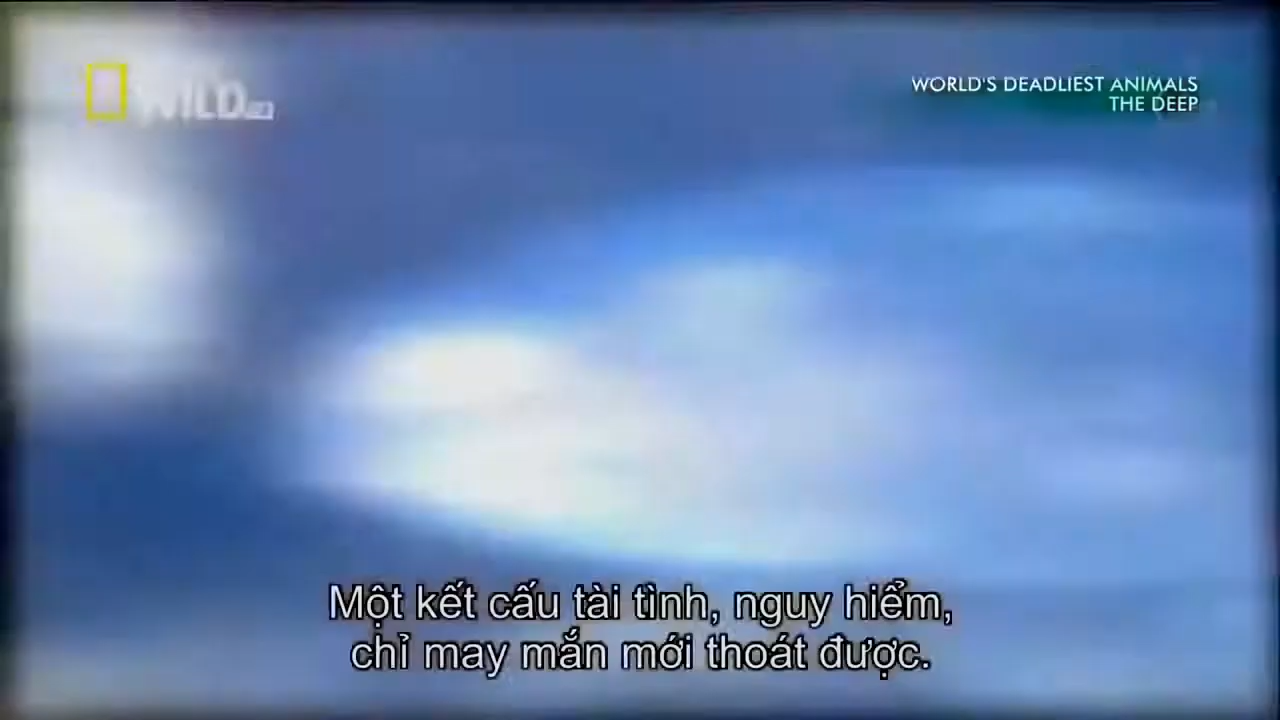 WILD HD
WORLD'S DEADLIEST ANIMALS
THE DEEP
Một kết cấu tài tình, nguy hiểm,
chỉ may mắn mới thoát được.